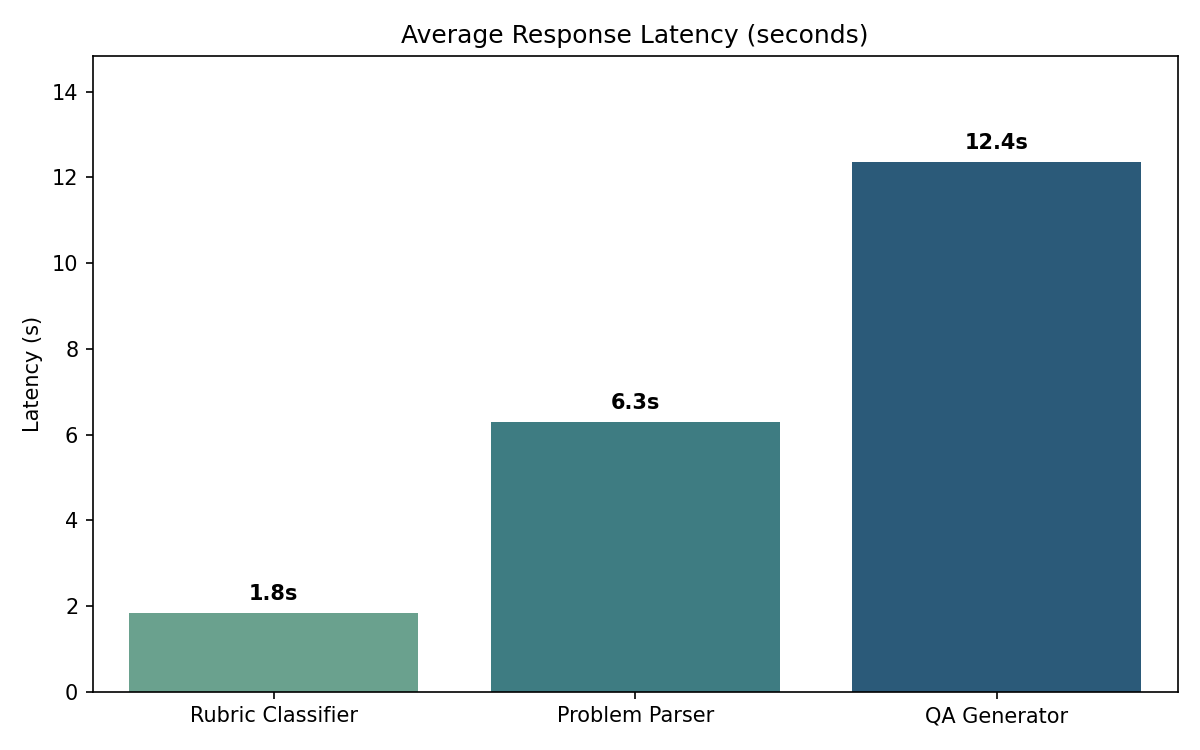 Average Response Latency (seconds)
14
12
10
8
6
4
2
0
Latency (s)
1.8s
6.3s
12.4s
Rubric Classifier
Problem Parser
QA Generator